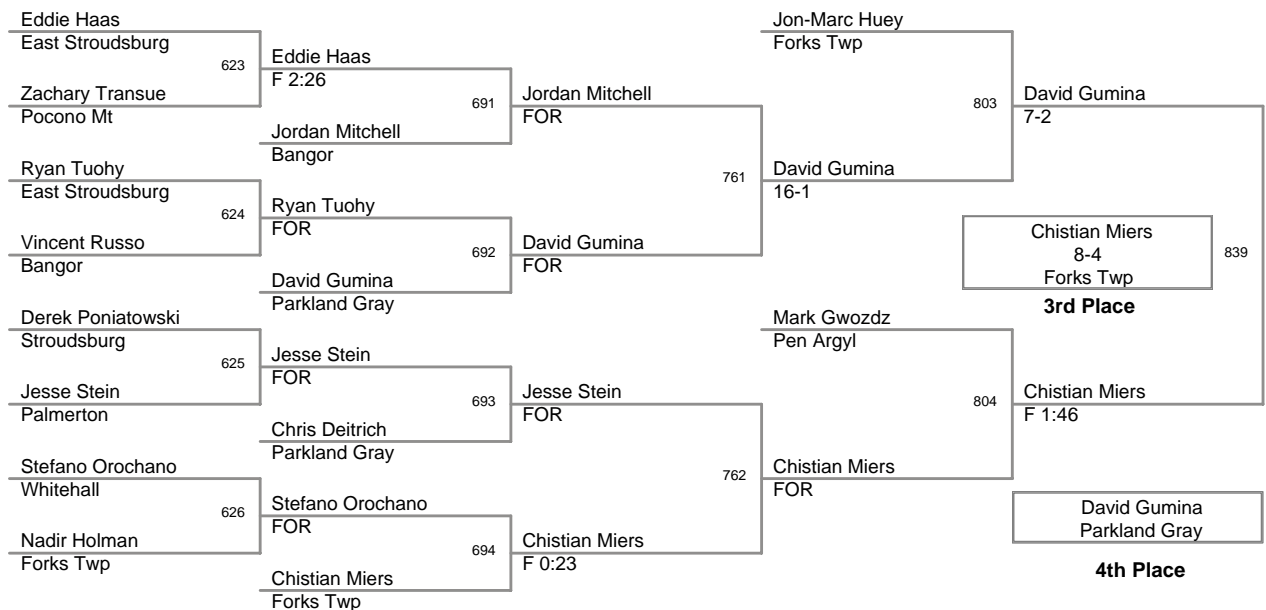 Eddie Haas
East Stroudsburg
623
Zachary Transue
Pocono Mt
Ryan Tuohy
East Stroudsburg
624
Vincent Russo
Bangor
Derek Poniatowski
Stroudsburg
625
Jesse Stein
Palmerton
Stefano Orochano
Whitehall
626
Nadir Holman
Forks Twp
Eddie Haas
F 2:26
691
Jordan Mitchell
Bangor
Ryan Tuohy
FOR
692
David Gumina
Parkland Gray
Jesse Stein
FOR
693
Chris Deitrich
Parkland Gray
Stefano Orochano
FOR
694
Chistian Miers
Forks Twp
Jordan Mitchell
FOR
761
David Gumina
FOR
Jesse Stein
FOR
762
Chistian Miers
F 0:23
Jon-Marc Huey
Forks Twp
803
David Gumina
16-1
Mark Gwozdz
Pen Argyl
804
Chistian Miers
FOR
David Gumina
7-2
839
Chistian Miers
F 1:46
Chistian Miers
8-4
Forks Twp
3rd Place
David Gumina
Parkland Gray
4th Place